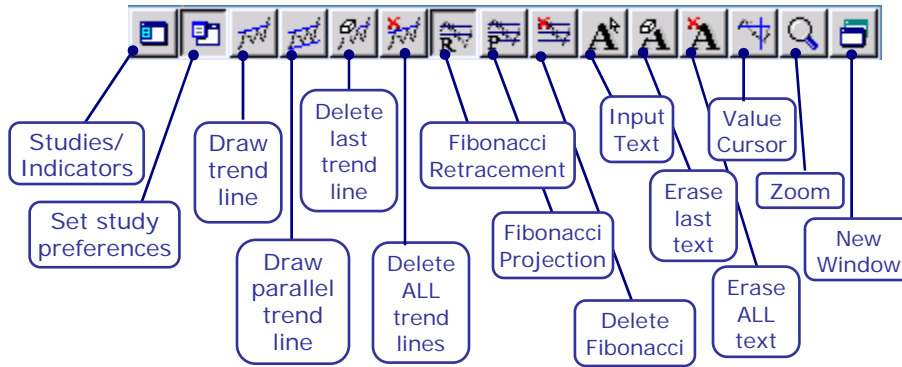 R
P
A
A
A
Studies/
Indicators
Set study
preferences
Draw
trend
line
Draw
parallel
trend
line
Delete
last
trend
line
Delete
ALL
trend
lines
Fibonacci
Retracement
Fibonacci
Projection
Delete
Fibonacci
Input
Text
Erase
last
text
Erase
ALL
text
Value
Cursor
Zoom
New
Window